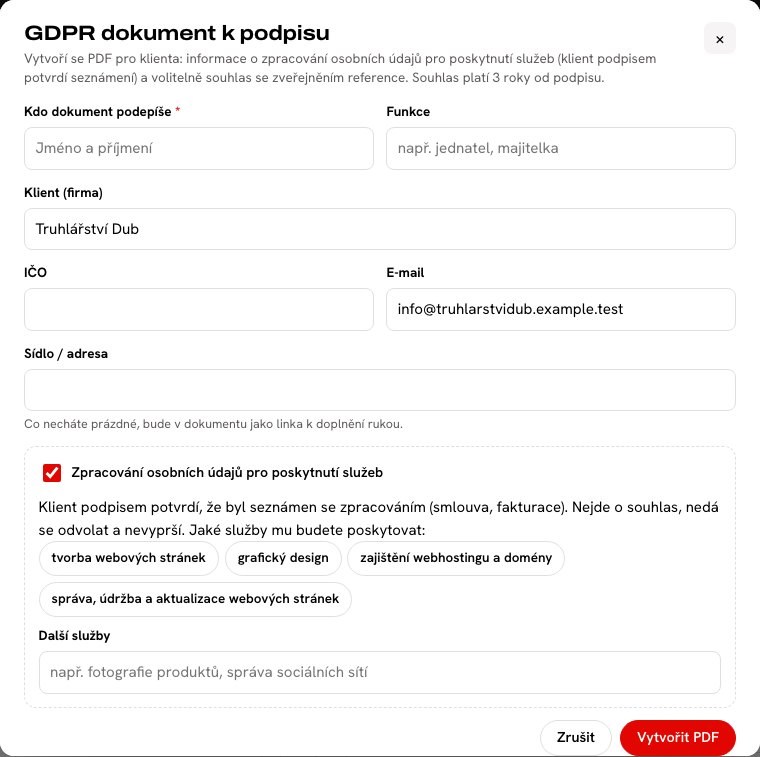 GDPR dokument k podpisu
×
Vytvoří se PDF pro klienta: informace o zpracování osobních údajů pro poskytnutí služeb (klient podpisem
potvrdí seznámení) a volitelně souhlas se zveřejněním reference. Souhlas platí 3 roky od podpisu.
Kdo dokument podepíše * Funkce
Jméno a příjmení např. jednatel, majitelka
Klient (firma)
Truhlářství Dub
IČO E-mail
info@truhlarstvidub.example.test
Sídlo / adresa
Co necháte prázdné, bude v dokumentu jako linka k doplnění rukou.
Zpracování osobních údajů pro poskytnutí služeb
Klient podpisem potvrdí, že byl seznámen se zpracováním (smlouva, fakturace). Nejde o souhlas, nedá
se odvolat a nevyprší. Jaké služby mu budete poskytovat:
tvorba webových stránek grafický design zajištění webhostingu a domény
správa, údržba a aktualizace webových stránek
Další služby
např. fotografie produktů, správa sociálních sítí
Zrušit Vytvořit PDF